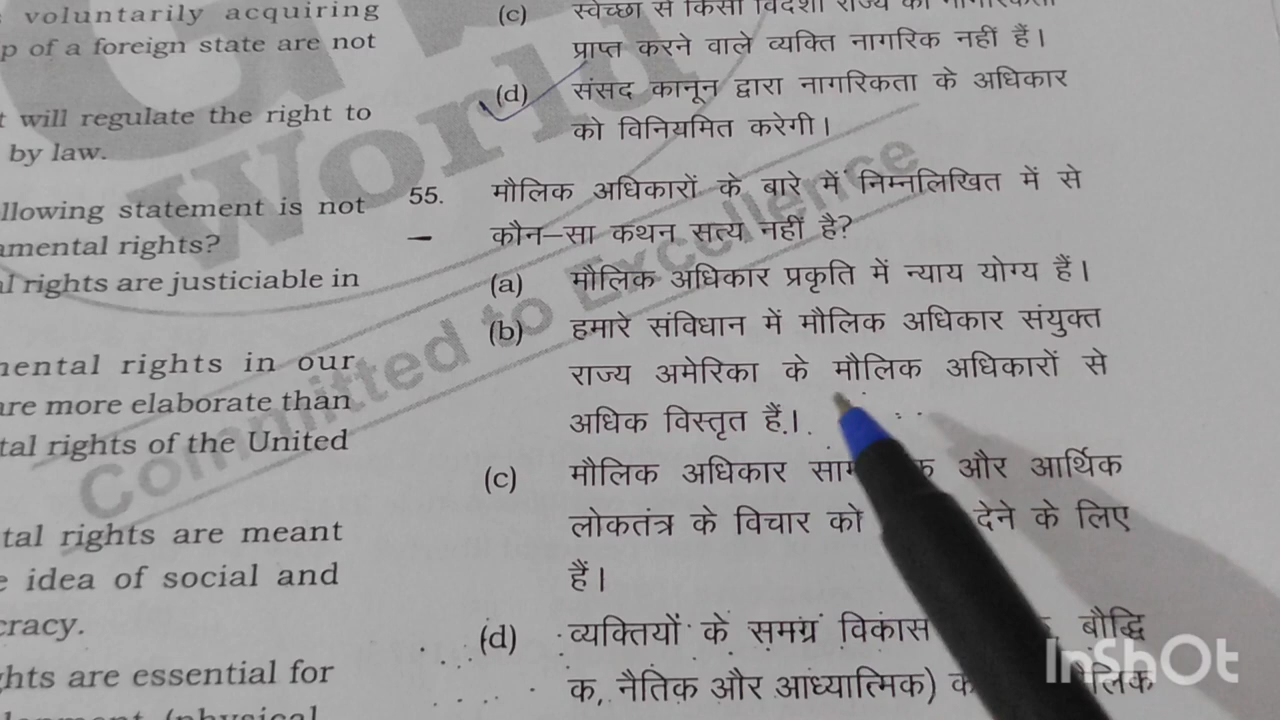 voluntarily acquiring
p of a foreign state are not
t will regulate the right to
by law.
llowing statement is not
amental rights?
l rights are justiciable in
mental rights in our
are more elaborate than
tal rights of the United
tal rights are meant
e idea of social and
cracy.
ghts are essential for
(physical
(c) स्वेच्छा से किसी विदेशी राज्य की नागरिकता
प्राप्त करने वाले व्यक्ति नागरिक नहीं हैं।
(d) संसद कानून द्वारा नागरिकता के अधिकार
को विनियमित करेगी।
55. मौलिक अधिकारों के बारे में निम्नलिखित में से
कौन–सा कथन सत्य नहीं है?
(a) मौलिक अधिकार प्रकृति में न्याय योग्य हैं।
(b) हमारे संविधान में मौलिक अधिकार संयुक्त
राज्य अमेरिका के मौलिक अधिकारों से
अधिक विस्तृत हैं।
(c) मौलिक अधिकार और आर्थिक
लोकतंत्र के विचार को देने के लिए
हैं।
(d) व्यक्तियों के समग्र विकास बौद्धि
क, नैतिक और आध्यात्मिक)
World
Committed to Excellence
InShOt